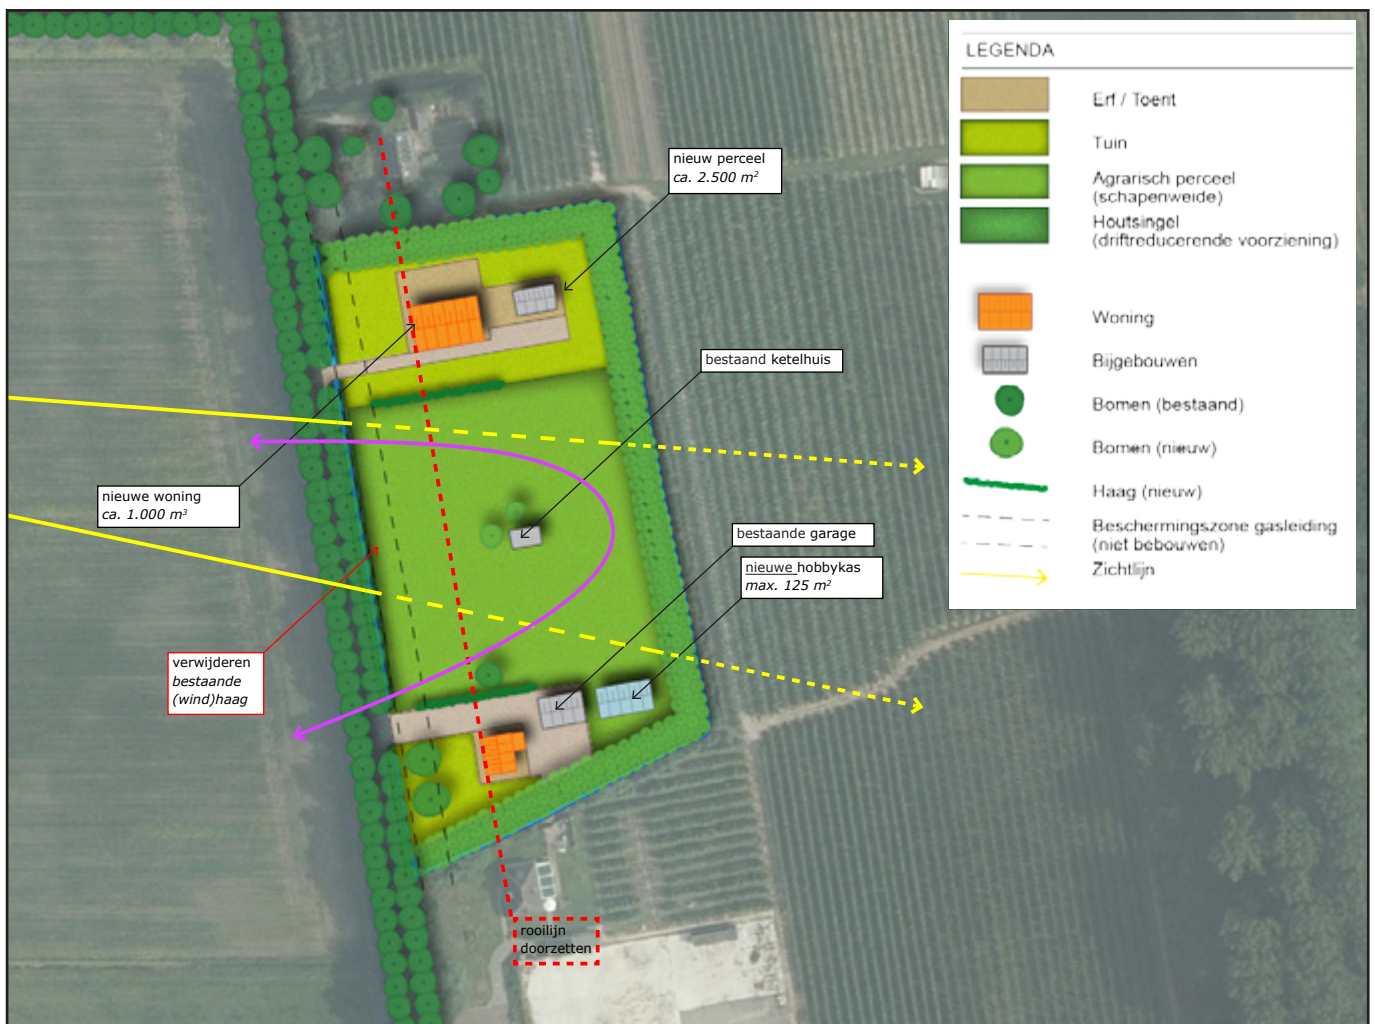 LEGENDA
Erf / Toerit
Tuin
Agrarisch perceel
(schapenweide)
Houtsingel
(driftreducerende voorziening)
Woning
Bijgebouwen
Bomen (bestaand)
Bomen (nieuw)
Haag (nieuw)
Beschermingszone gasleiding
(niet bebouwen)
Zichtlijn
nieuw perceel
ca. 2.500 m²
bestaand ketelhuis
nieuwe woning
ca. 1.000 m³
bestaande garage
nieuwe hobbykas
max. 125 m²
verwijderen
bestaande
(wind)haag
rooilijn
doorzetten